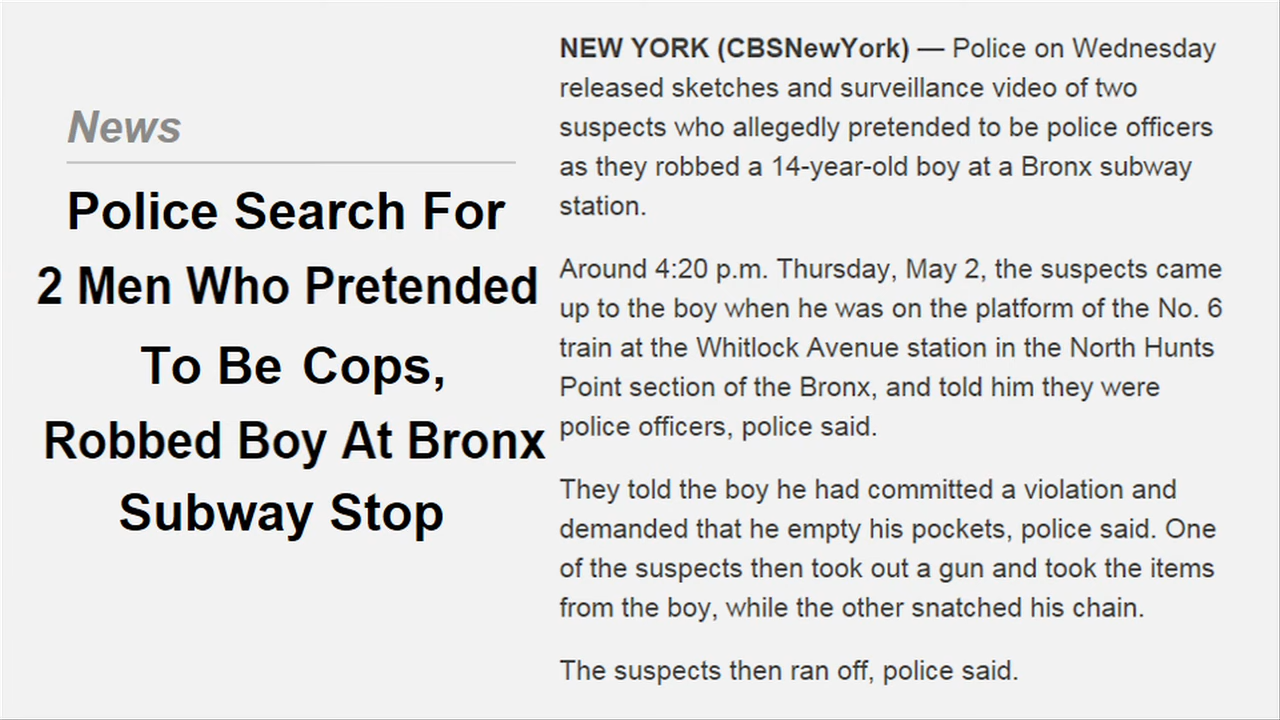 News
Police Search For
2 Men Who Pretended
To Be Cops,
Robbed Boy At Bronx
Subway Stop
NEW YORK (CBSNewYork) — Police on Wednesday
released sketches and surveillance video of two
suspects who allegedly pretended to be police officers
as they robbed a 14-year-old boy at a Bronx subway
station.
Around 4:20 p.m. Thursday, May 2, the suspects came
up to the boy when he was on the platform of the No. 6
train at the Whitlock Avenue station in the North Hunts
Point section of the Bronx, and told him they were
police officers, police said.
They told the boy he had committed a violation and
demanded that he empty his pockets, police said. One
of the suspects then took out a gun and took the items
from the boy, while the other snatched his chain.
The suspects then ran off, police said.